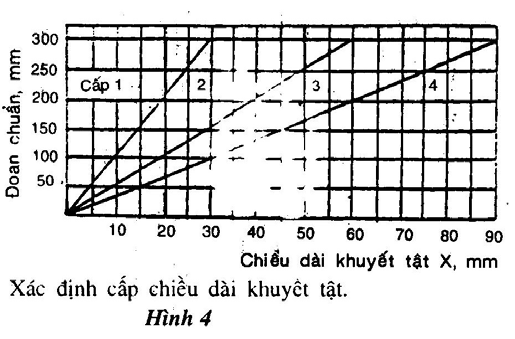 Đoạn chuẩn, mm
300
250
200
150
100
50
Cấp 1
2
3
4
10 20 30 40 50 60 70 80 90
Chiều dài khuyết tật X, mm
Xác định cấp chiều dài khuyêt tật.
Hình 4